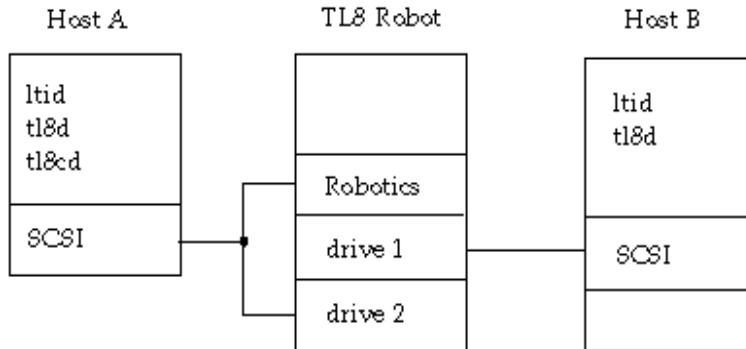 Host A
TL8 Robot
Host B
ltid
tl8d
tl8cd
SCSI
Robotics
drive 1
drive 2
ltid
tl8d
SCSI